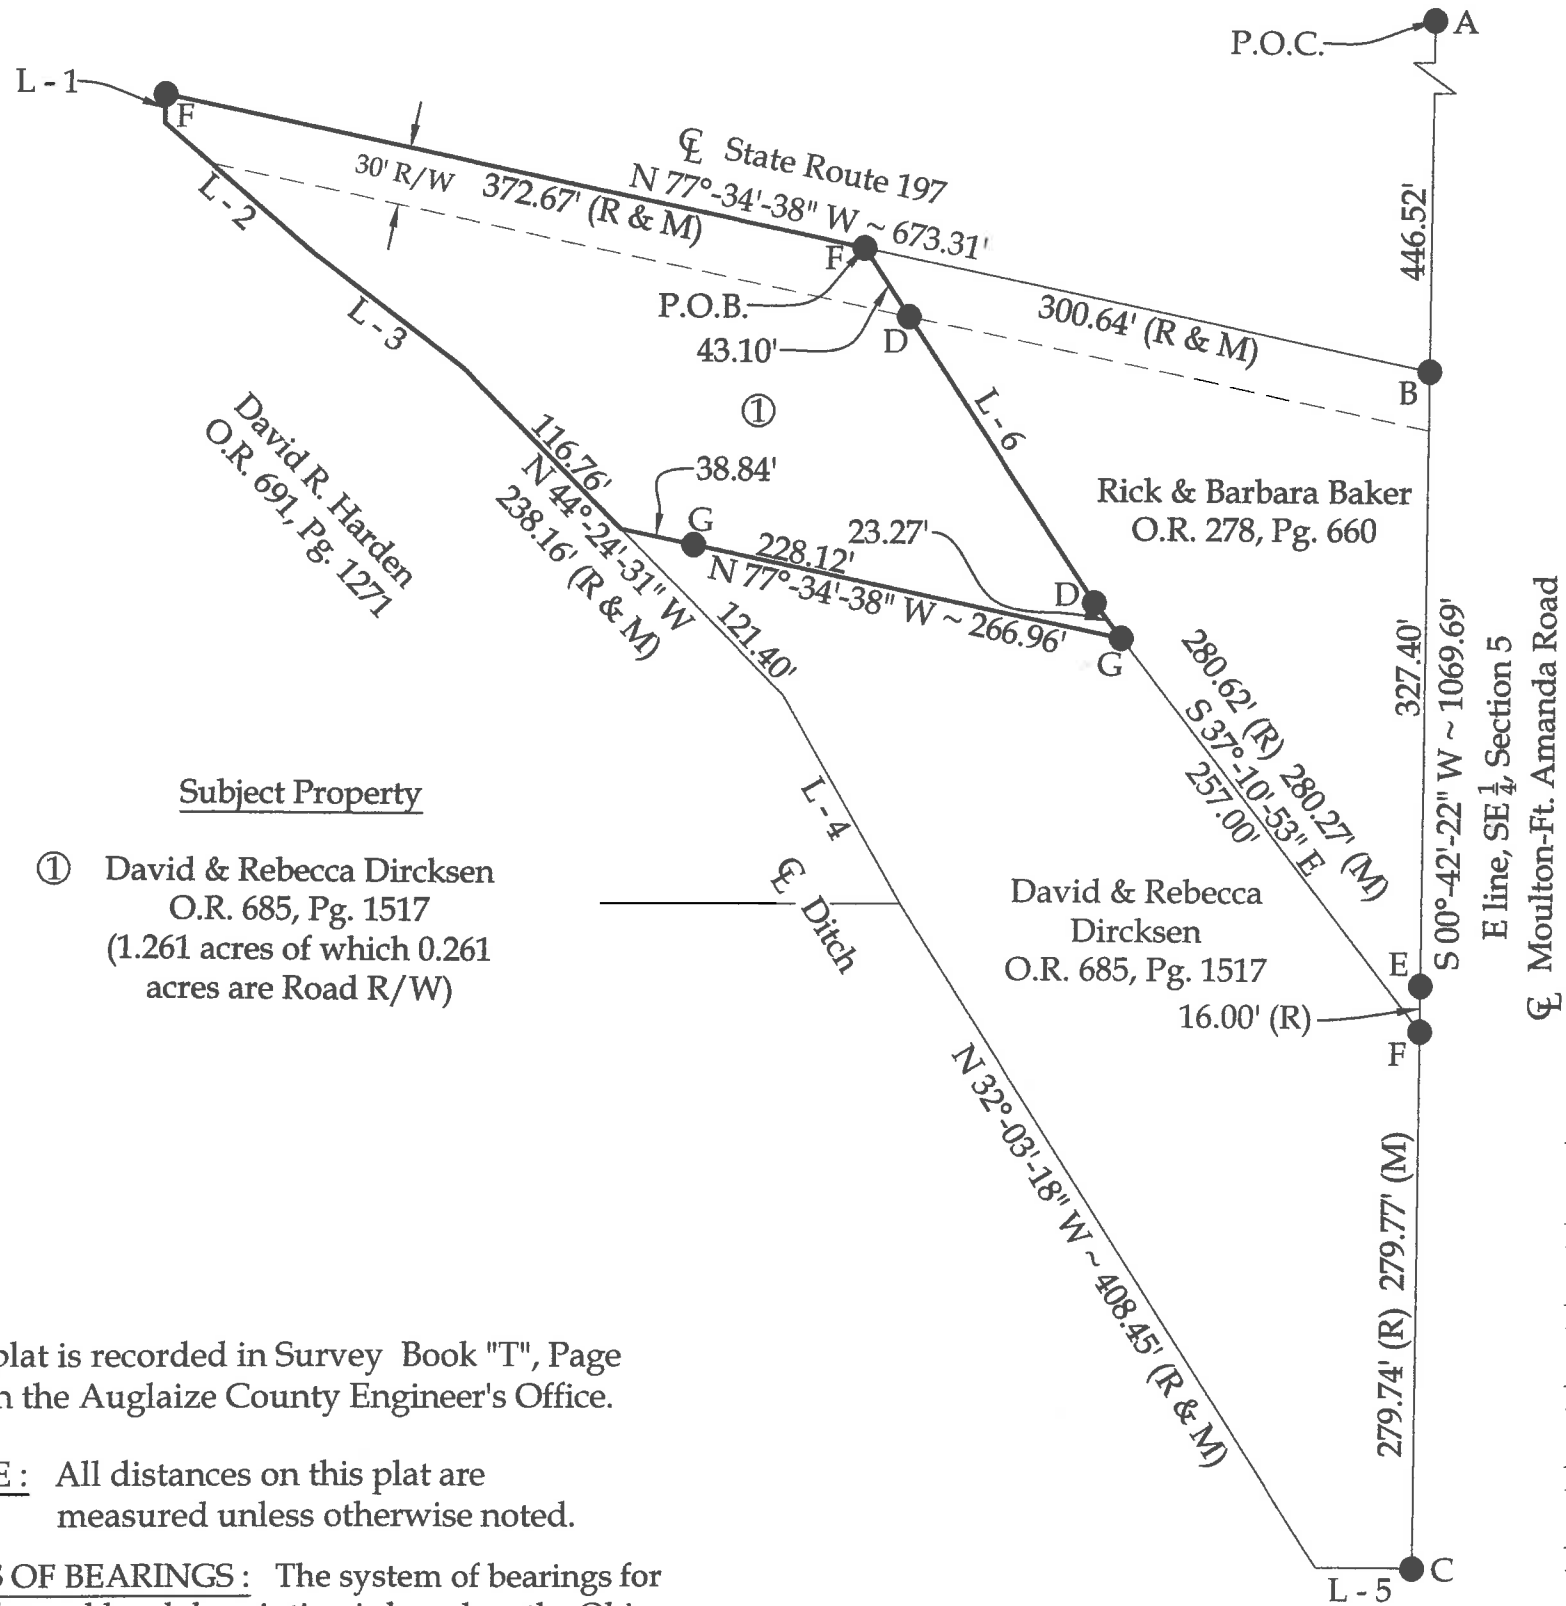 A
P.O.C.
L - 1
F
30' R/W
℄ State Route 197
N 77°-34'-38" W ~ 673.31'
372.67' (R & M)
L - 2
446.52'
F
P.O.B.
43.10'
D
300.64' (R & M)
B
L - 3
①
L - 6
David R. Harden
O.R. 691, Pg. 1271
116.76'
N 44°-24'-31" W
238.16' (R & M)
121.40'
38.84'
G
228.12'
N 77°-34'-38" W ~ 266.96'
23.27'
D
G
Rick & Barbara Baker
O.R. 278, Pg. 660
327.40'
S 00°-42'-22" W ~ 1069.69'
E line, SE 1/4, Section 5
℄ Moulton-Ft. Amanda Road
280.62' (R) 280.27' (M)
S 37°-10'-53" E
257.00'
Subject Property
① David & Rebecca Dircksen
O.R. 685, Pg. 1517
(1.261 acres of which 0.261
acres are Road R/W)
L - 4
℄ Ditch
David & Rebecca
Dircksen
O.R. 685, Pg. 1517
E
16.00' (R)
F
N 32°-03'-18" W ~ 408.45' (R & M)
279.74' (R) 279.77' (M)
plat is recorded in Survey Book "T", Page
the Auglaize County Engineer's Office.
E : All distances on this plat are
measured unless otherwise noted.
OF BEARINGS : The system of bearings for
C
L - 5